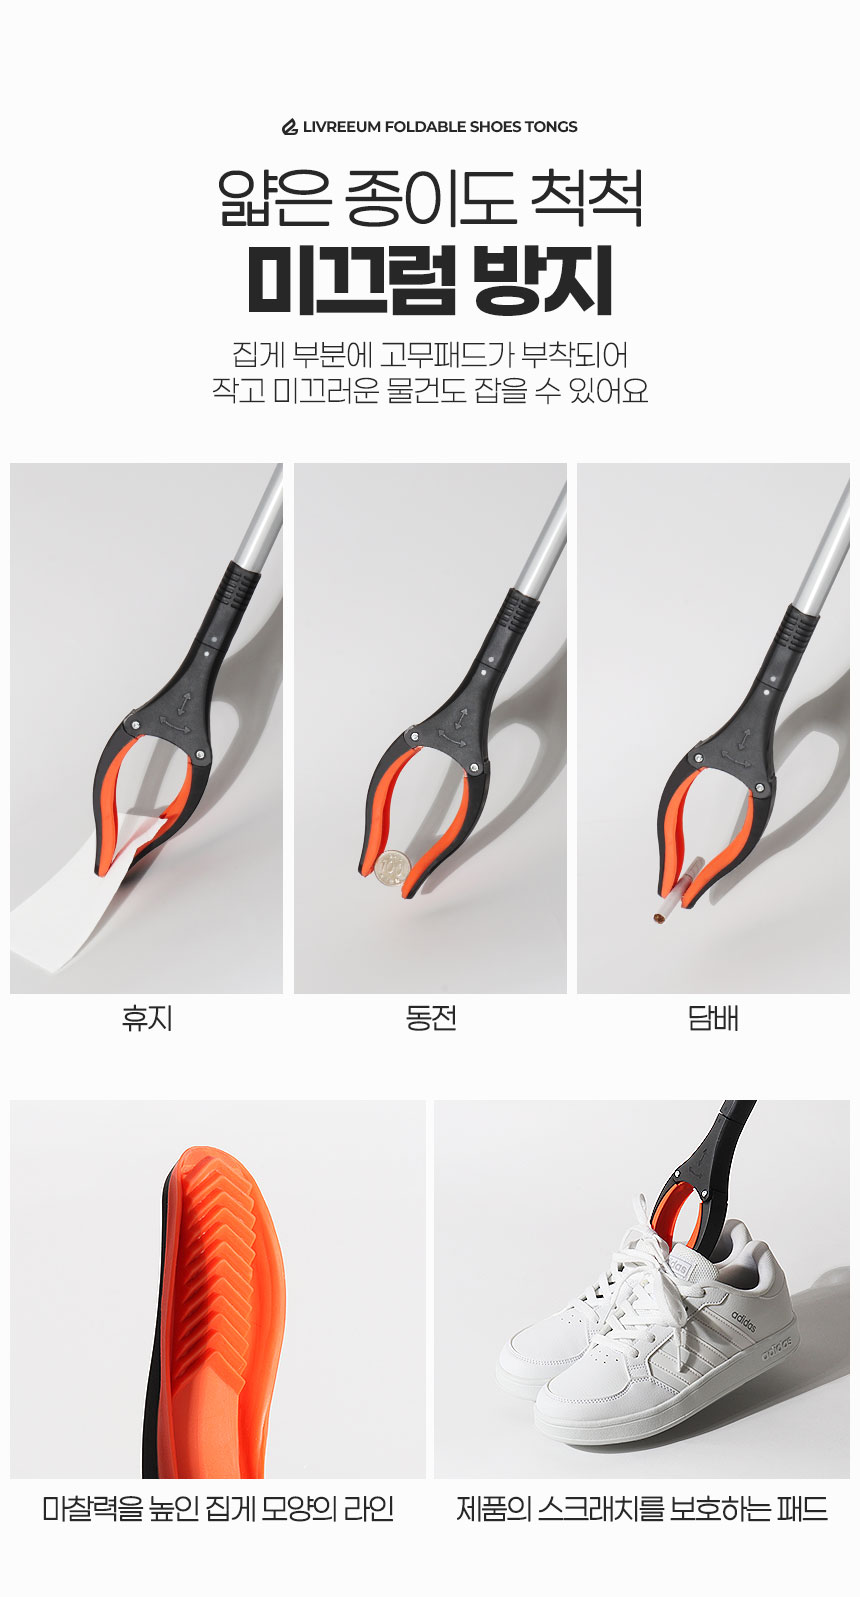 LIVREEUM FOLDABLE SHOES TONGS
얇은 종이도 척척
미끄럼 방지
집게 부분에 고무패드가 부착되어
작고 미끄러운 물건도 잡을 수 있어요
100
휴지
동전
담배
adidas
adidas
adidas
마찰력을 높인 집게 모양의 라인
제품의 스크래치를 보호하는 패드